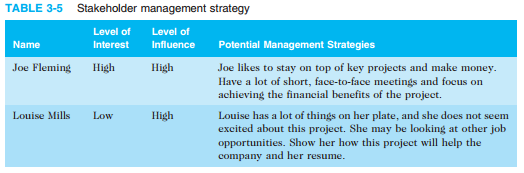 TABLE 3-5 Stakeholder management strategy
Level of Level of
Name Interest Influence Potential Management Strategies
Joe Fleming High High Joe likes to stay on top of key projects and make money.
Have a lot of short, face-to-face meetings and focus on
achieving the financial benefits of the project.
Louise Mills Low High Louise has a lot of things on her plate, and she does not seem
excited about this project. She may be looking at other job
opportunities. Show her how this project will help the
company and her resume.